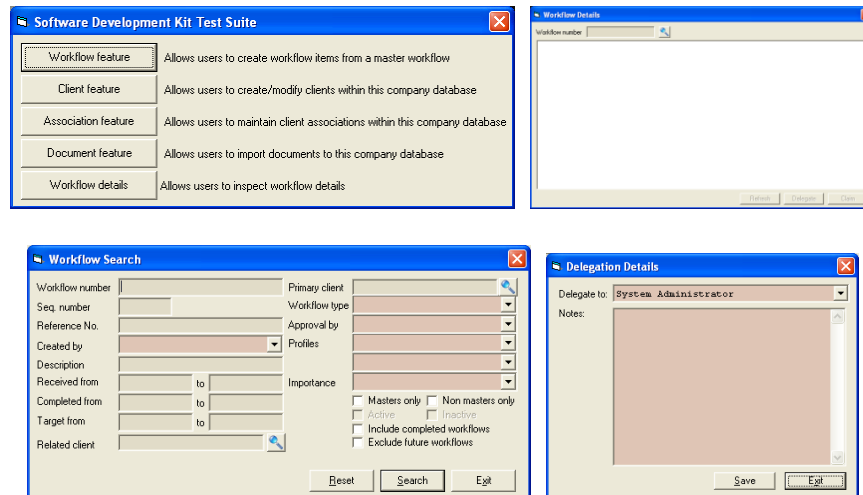 Software Development Kit Test Suite
Workflow feature Allows users to create workflow items from a master workflow
Client feature Allows users to create/modify clients within this company database
Association feature Allows users to maintain client associations within this company database
Document feature Allows users to import documents to this company database
Workflow details Allows users to inspect workflow details
Workflow Details
Workflow number
Refresh Delegate Close
Workflow Search
Workflow number Primary client
Seq. number Workflow type
Reference No. Approval by
Created by Profiles
Description
Received from to Importance
Completed from to Masters only Non masters only
Active Inactive
Target from to Include completed workflows
Related client Exclude future workflows
Reset Search Exit
Delegation Details
Delegate to: System Administrator
Notes:
Save Exit